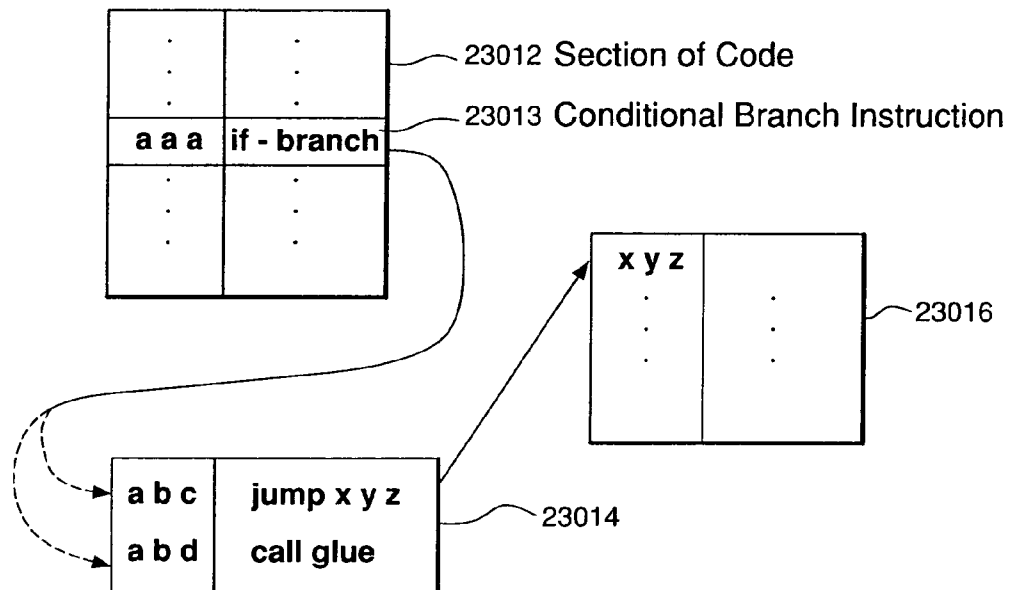 23012 Section of Code
23013 Conditional Branch Instruction
a a a if - branch
x y z
23016
a b c jump x y z
23014
a b d call glue